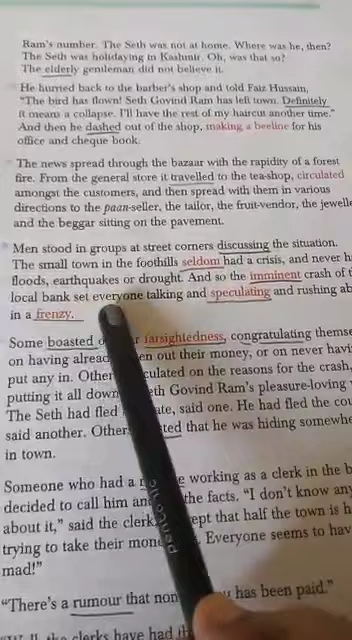 Ram's number. The Seth was not at home. Where was he, then?
The Seth was holidaying in Kashmir. Oh, was that so?
The elderly gentleman did not believe it.
He hurried back to the barber's shop and told Faiz Hussain,
"The bird has flown! Seth Govind Ram has left town. Definitely
it means a collapse. I'll have the rest of my haircut another time."
And then he dashed out of the shop, making a beeline for his
office and cheque book.
The news spread through the bazaar with the rapidity of a forest
fire. From the general store it travelled to the tea-shop, circulated
amongst the customers, and then spread with them in various
directions to the paan-seller, the tailor, the fruit-vendor, the jewelle
and the beggar sitting on the pavement.
Men stood in groups at street corners discussing the situation.
The small town in the foothills seldom had a crisis, and never h
floods, earthquakes or drought. And so the imminent crash of t
local bank set everyone talking and speculating and rushing ab
in a frenzy.
Some boasted farsightedness, congratulating themse
on having alread en out their money, or on never havi
put any in. Other culated on the reasons for the crash,
putting it all down eth Govind Ram's pleasure-loving
The Seth had fled ate, said one. He had fled the cou
said another. Others ted that he was hiding somewhe
in town.
Someone who had a working as a clerk in the b
decided to call him an the facts. "I don't know any
about it," said the clerk ept that half the town is h
trying to take their mon Everyone seems to hav
mad!"
"There's a rumour that non has been paid."
the clerks have had th
pentonic